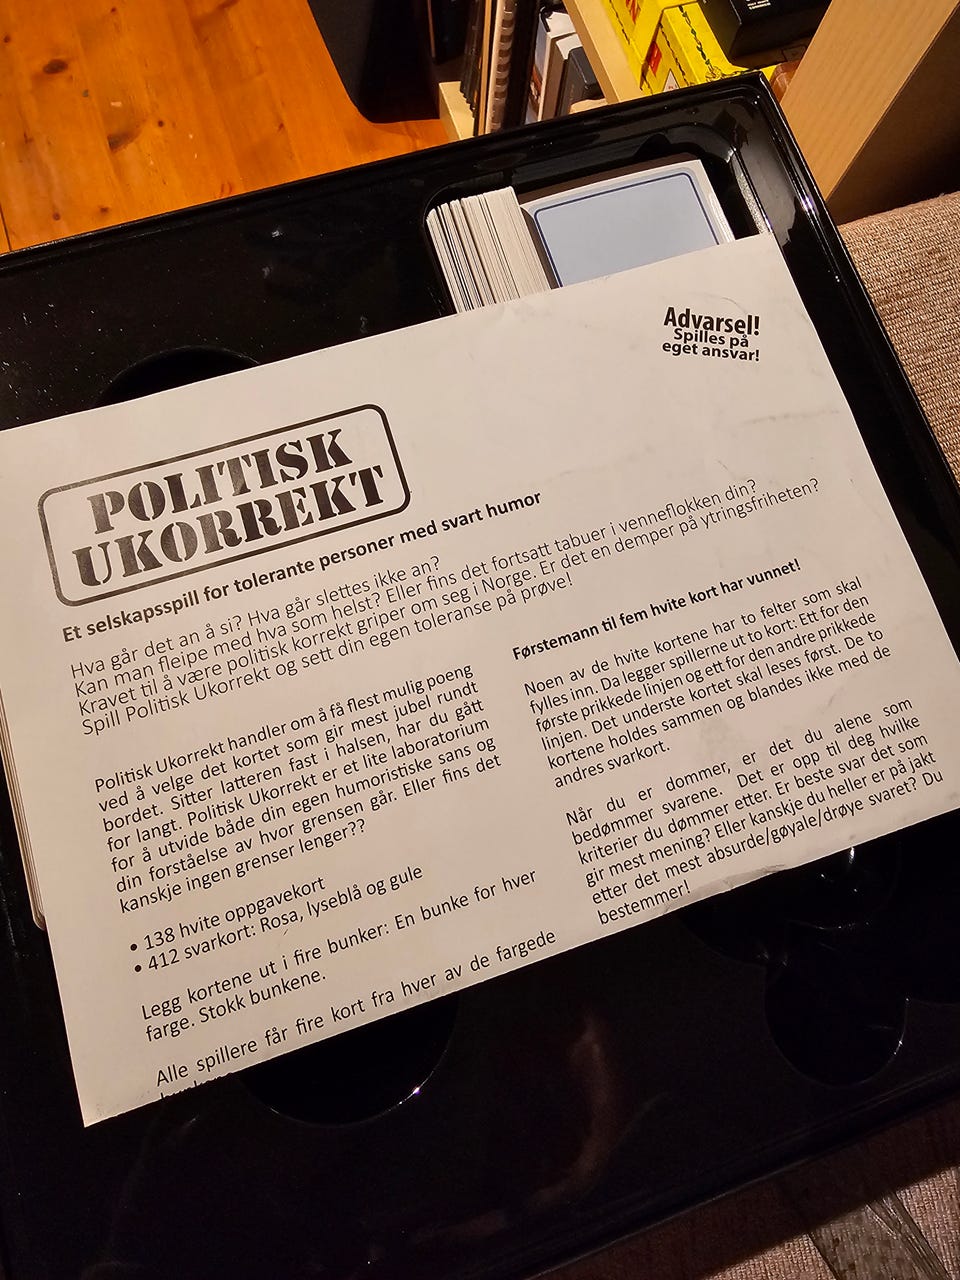 Advarsel!
Spilles på
eget ansvar!
POLITISK
UKORREKT
Et selskapsspill for tolerante personer med svart humor
Hva går det an å si? Hva går slettes ikke an?
Kan man fleipe med hva som helst? Eller fins det fortsatt tabuer i venneflokken din?
Kravet til å være politisk korrekt griper om seg i Norge. Er det en demper på ytringsfriheten?
Spill Politisk Ukorrekt og sett din egen toleranse på prøve!
Politisk Ukorrekt handler om å få flest mulig poeng
ved å velge det kortet som gir mest jubel rundt
bordet. Sitter latteren fast i halsen, har du gått
for langt. Politisk Ukorrekt er et lite laboratorium
for å utvide både din egen humoristiske sans og
din forståelse av hvor grensen går. Eller fins det
kanskje ingen grenser lenger??
• 138 hvite oppgavekort
• 412 svarkort: Rosa, lyseblå og gule
Legg kortene ut i fire bunker: En bunke for hver
farge. Stokk bunkene.
Alle spillere får fire kort fra hver av de fargede
Førstemann til fem hvite kort har vunnet!
Noen av de hvite kortene har to felter som skal
fylles inn. Da legger spillerne ut to kort: Ett for den
første prikkede linjen og ett for den andre prikkede
linjen. Det underste kortet skal leses først. De to
kortene holdes sammen og blandes ikke med de
andres svarkort.
Når du er dommer, er det du alene som
bedømmer svarene. Det er opp til deg hvilke
kriterier du dømmer etter. Er beste svar det som
gir mest mening? Eller kanskje du heller er på jakt
etter det mest absurde/gøyale/drøye svaret? Du
bestemmer!